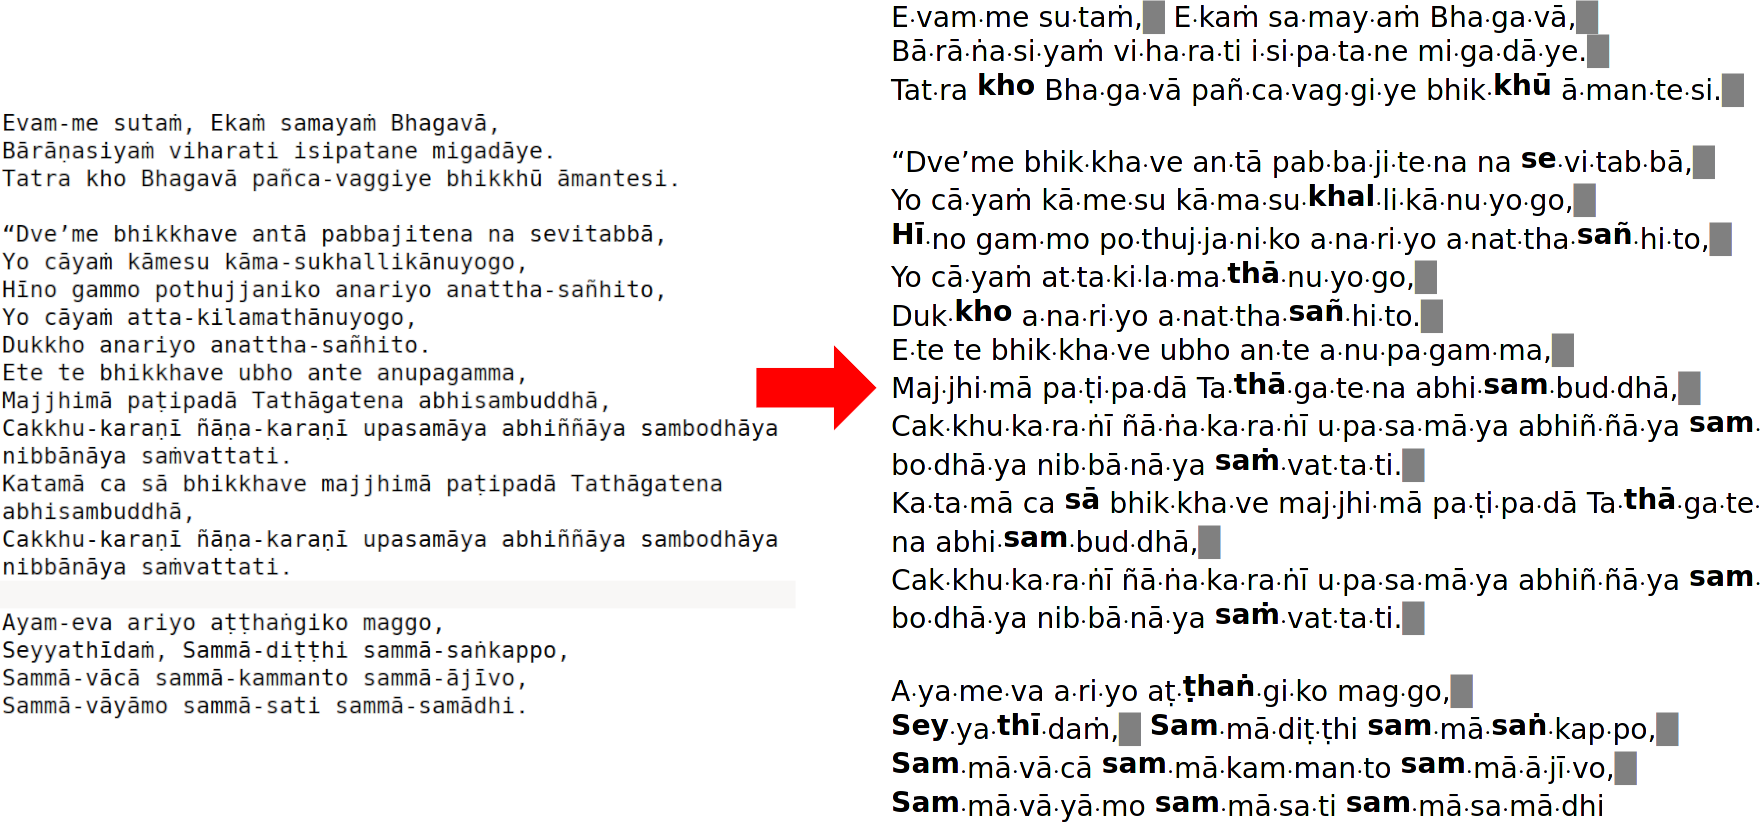 Evam-me sutaṁ, Ekaṁ samayaṁ Bhagavā,
Bārāṇasiyaṁ viharati isipatane migadāye.
Tatra kho Bhagavā pañca-vaggiye bhikkhū āmantesi.
“Dve’me bhikkhave antā pabbajitena na sevitabbā,
Yo cāyaṁ kāmesu kāma-sukhallikānuyogo,
Hīno gammo pothujjaniko anariyo anattha-sañhito,
Yo cāyaṁ atta-kilamathānuyogo,
Dukkho anariyo anattha-sañhito.
Ete te bhikkhave ubho ante anupagamma,
Majjhimā paṭipadā Tathāgatena abhisambuddhā,
Cakkhu-karaṇī ñāṇa-karaṇī upasamāya abhiññāya sambodhāya
nibbānāya saṁvattati.
Katamā ca sā bhikkhave majjhimā paṭipadā Tathāgatena
abhisambuddhā,
Cakkhu-karaṇī ñāṇa-karaṇī upasamāya abhiññāya sambodhāya
nibbānāya saṁvattati.
Ayam-eva ariyo aṭṭhaṅgiko maggo,
Seyyathīdaṁ, Sammā-diṭṭhi sammā-saṅkappo,
Sammā-vācā sammā-kammanto sammā-ājīvo,
Sammā-vāyāmo sammā-sati sammā-samādhi.
E·vam·me su·taṁ, E·kaṁ sa·may·aṁ Bha·ga·vā,
Bā·rā·ṅa·si·yaṁ vi·ha·ra·ti i·si·pa·ta·ne mi·ga·dā·ye.
Tat·ra kho Bha·ga·vā pañ·ca·vag·gi·ye bhik·khū ā·man·te·si.
“Dve’me bhik·kha·ve an·tā pab·ba·ji·te·na na se·vi·tab·bā,
Yo cā·yaṁ kā·me·su kā·ma·su·khal·li·kā·nu·yo·go,
Hī·no gam·mo po·thuj·ja·ni·ko a·na·ri·yo a·nat·tha·sañ·hi·to,
Yo cā·yaṁ at·ta·ki·la·ma·thā·nu·yo·go,
Duk·kho a·na·ri·yo a·nat·tha·sañ·hi·to.
E·te te bhik·kha·ve ubho an·te a·nu·pa·gam·ma,
Maj·jhi·mā pa·ṭi·pa·dā Ta·thā·ga·te·na abhi·sam·bud·dhā,
Cak·khu·ka·ra·ṅī ñā·ṅa·ka·ra·ṅī u·pa·sa·mā·ya abhiñ·ñā·ya sam·
bo·dhā·ya nib·bā·nā·ya saṁ·vat·ta·ti.
Ka·ta·mā ca sā bhik·kha·ve maj·jhi·mā pa·ṭi·pa·dā Ta·thā·ga·te·
na abhi·sam·bud·dhā,
Cak·khu·ka·ra·ṅī ñā·ṅa·ka·ra·ṅī u·pa·sa·mā·ya abhiñ·ñā·ya sam·
bo·dhā·ya nib·bā·nā·ya saṁ·vat·ta·ti.
A·ya·me·va a·ri·yo aṭ·ṭhaṅ·gi·ko mag·go,
Sey·ya·thī·daṁ, Sam·mā·diṭ·ṭhi sam·mā·saṅ·kap·po,
Sam·mā·vā·cā sam·mā·kam·man·to sam·mā·ā·jī·vo,
Sam·mā·vā·yā·mo sam·mā·sa·ti sam·mā·sa·mā·dhi